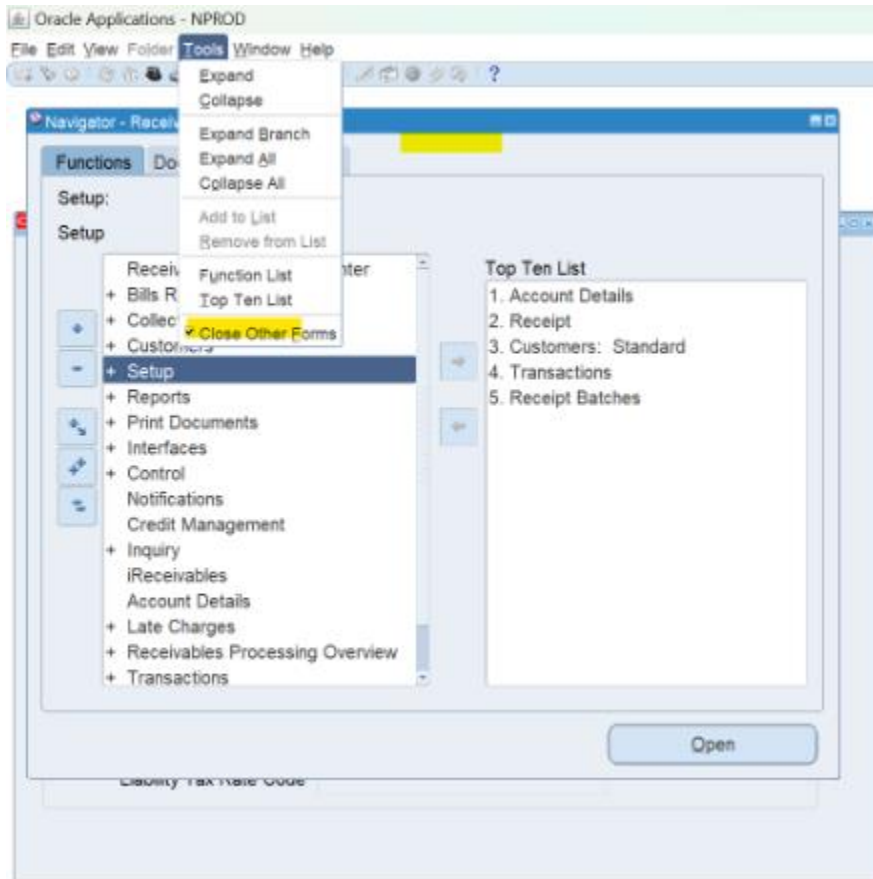 Oracle Applications - NPROD
File Edit View Folder Tools Window Help
?
Expand
Collapse
Expand Branch
Expand All
Collapse All
Add to List
Remove from List
Function List
Top Ten List
Close Other Forms
Navigator - Receiv
Functions Do
Setup:
Setup
Receiv nter
+ Bills R
+ Collec
+ Customers
+ Setup
+ Reports
+ Print Documents
+ Interfaces
+ Control
Notifications
Credit Management
+ Inquiry
iReceivables
Account Details
+ Late Charges
+ Receivables Processing Overview
+ Transactions
Top Ten List
1. Account Details
2. Receipt
3. Customers: Standard
4. Transactions
5. Receipt Batches
Open
Liability Tax Rate Code